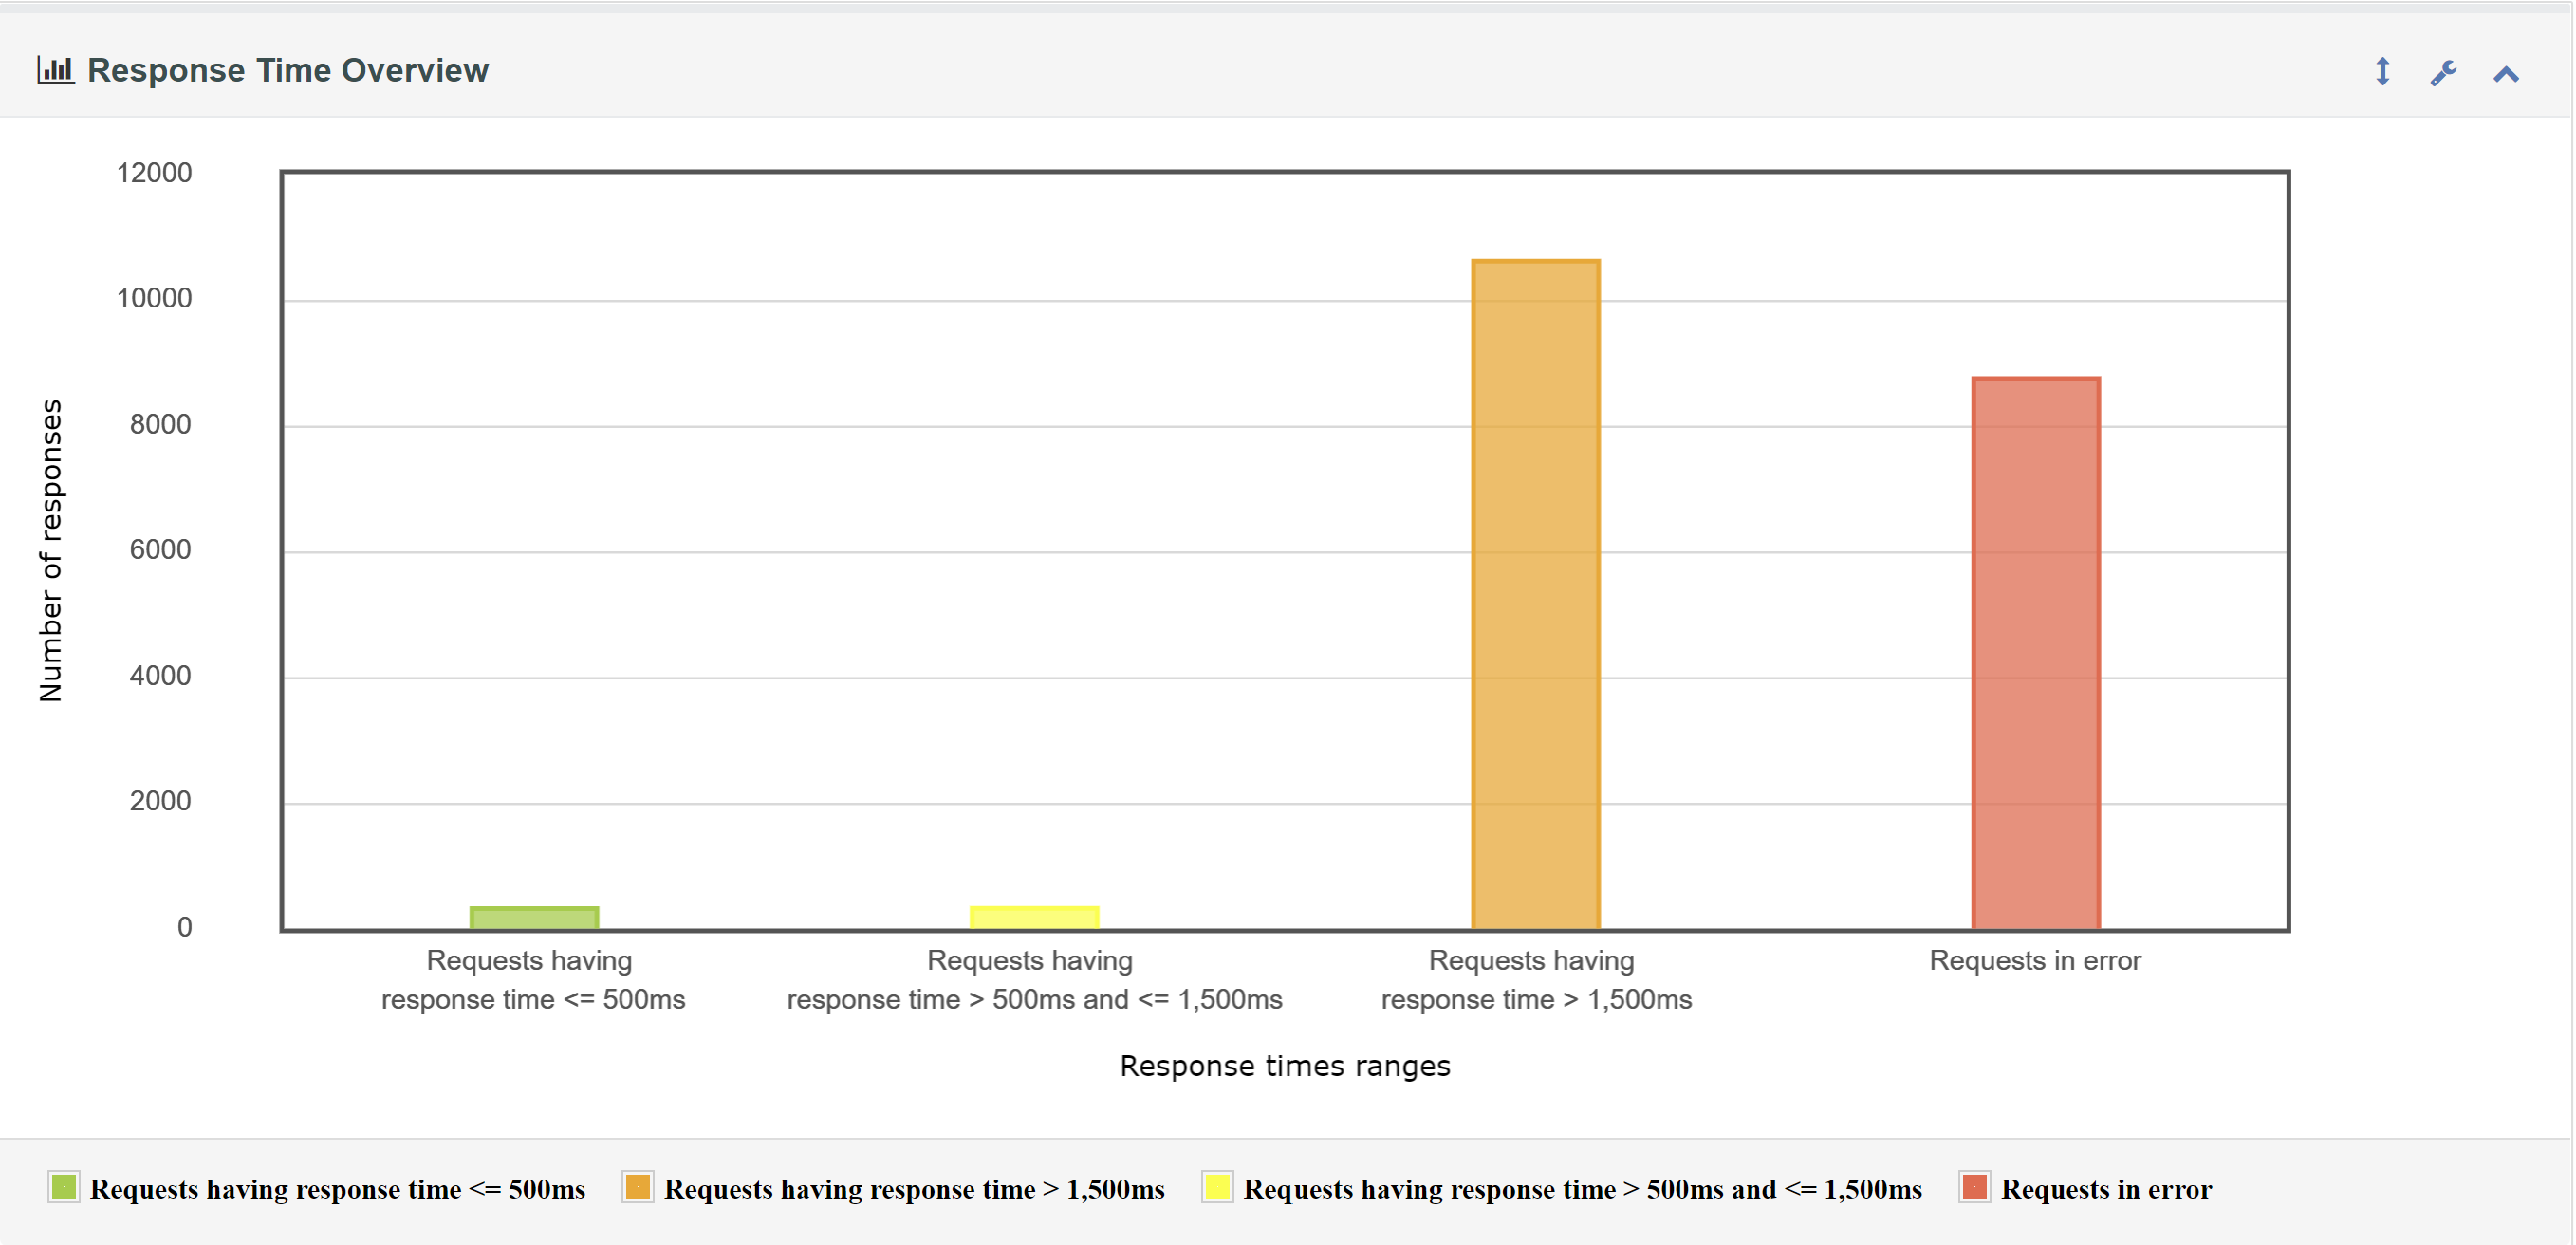 Response Time Overview
12000
10000
8000
6000
4000
2000
0
Number of responses
Requests having
response time <= 500ms
Requests having
response time > 500ms and <= 1,500ms
Requests having
response time > 1,500ms
Requests in error
Response times ranges
Requests having response time <= 500ms
Requests having response time > 1,500ms
Requests having response time > 500ms and <= 1,500ms
Requests in error